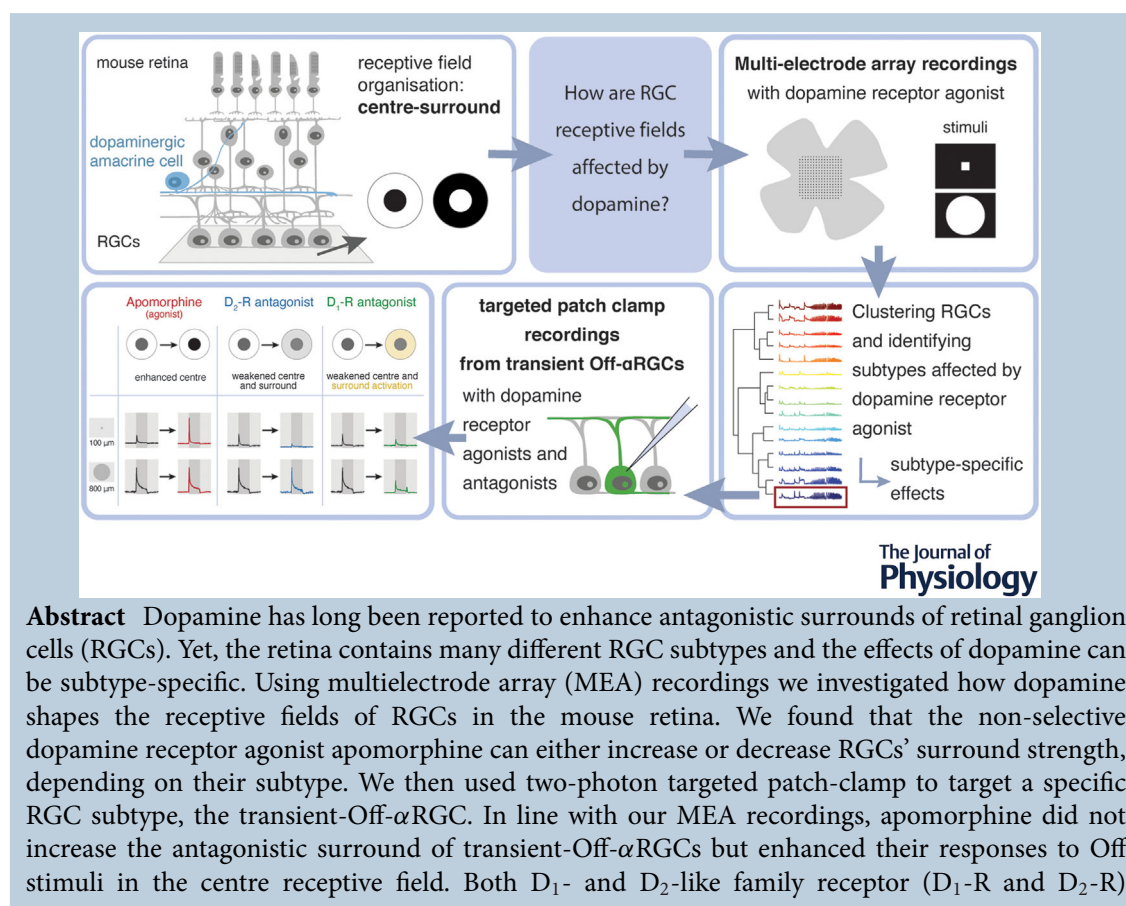 mouse retina
dopaminergic
amacrine cell
RGCs
receptive field
organisation:
centre-surround
How are RGC
receptive fields
affected by
dopamine?
Multi-electrode array recordings
with dopamine receptor agonist
stimuli
Clustering RGCs
and identifying
subtypes affected by
dopamine receptor
agonist
subtype-specific
effects
targeted patch clamp
recordings
from transient Off-αRGCs
with dopamine
receptor
agonists and
antagonists
Apomorphine
(agonist)
D₂-R antagonist
D₁-R antagonist
enhanced centre
weakened centre
and surround
weakened centre and
surround activation
100 µm
800 µm
The Journal of
Physiology
Abstract Dopamine has long been reported to enhance antagonistic surrounds of retinal ganglion
cells (RGCs). Yet, the retina contains many different RGC subtypes and the effects of dopamine can
be subtype-specific. Using multielectrode array (MEA) recordings we investigated how dopamine
shapes the receptive fields of RGCs in the mouse retina. We found that the non-selective
dopamine receptor agonist apomorphine can either increase or decrease RGCs' surround strength,
depending on their subtype. We then used two-photon targeted patch-clamp to target a specific
RGC subtype, the transient-Off-αRGC. In line with our MEA recordings, apomorphine did not
increase the antagonistic surround of transient-Off-αRGCs but enhanced their responses to Off
stimuli in the centre receptive field. Both D₁- and D₂-like family receptor (D₁-R and D₂-R)